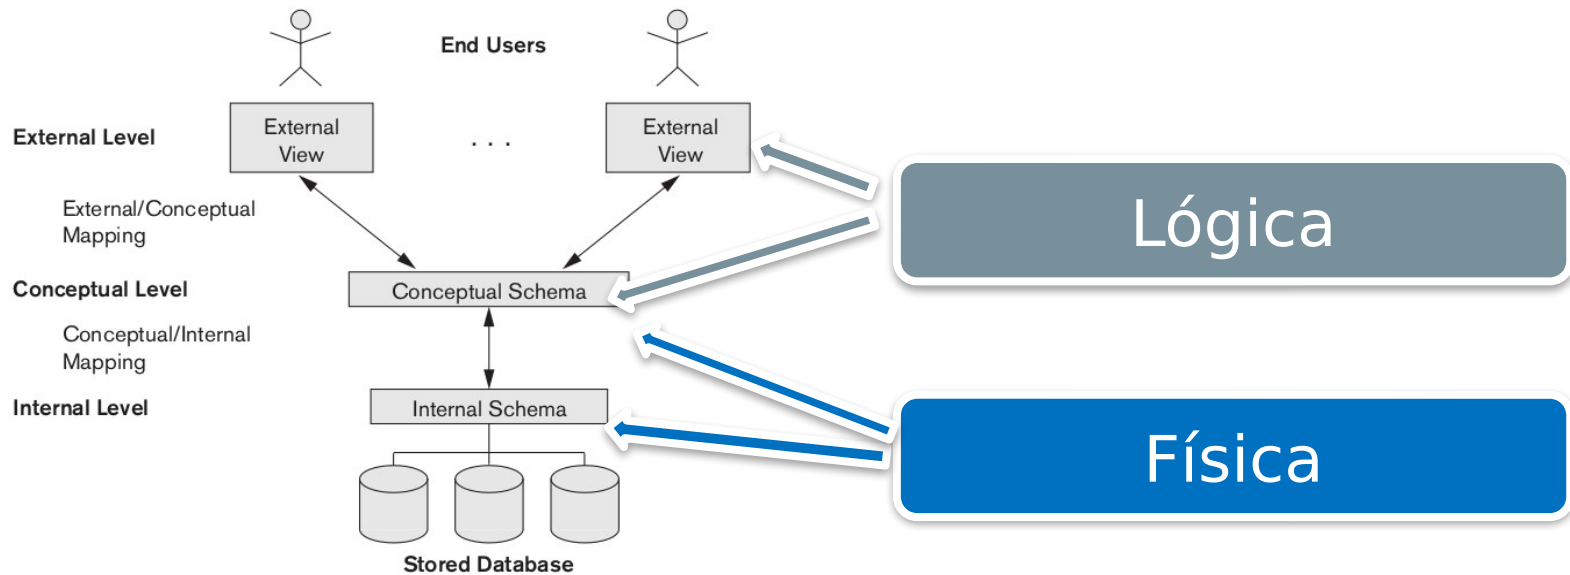 End Users
External Level
External
View
. . .
External
View
External/Conceptual
Mapping
Lógica
Conceptual Level
Conceptual Schema
Conceptual/Internal
Mapping
Internal Level
Internal Schema
Física
Stored Database